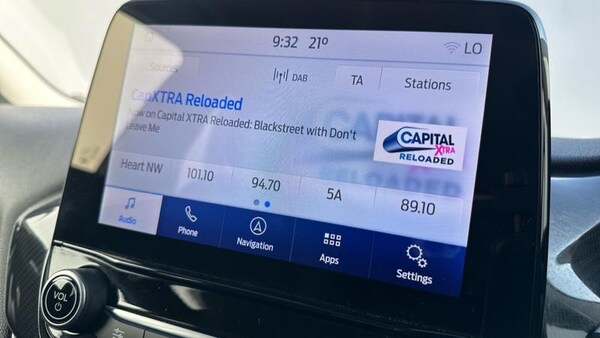 9:32 21° LO
Sources DAB TA Stations
CapXTRA Reloaded
Now on Capital XTRA Reloaded: Blackstreet with Don't
Leave Me
CAPITAL
XTRA
RELOADED
Heart NW 101.10 94.70 5A 89.10
Audio Phone Navigation Apps Settings
VOL